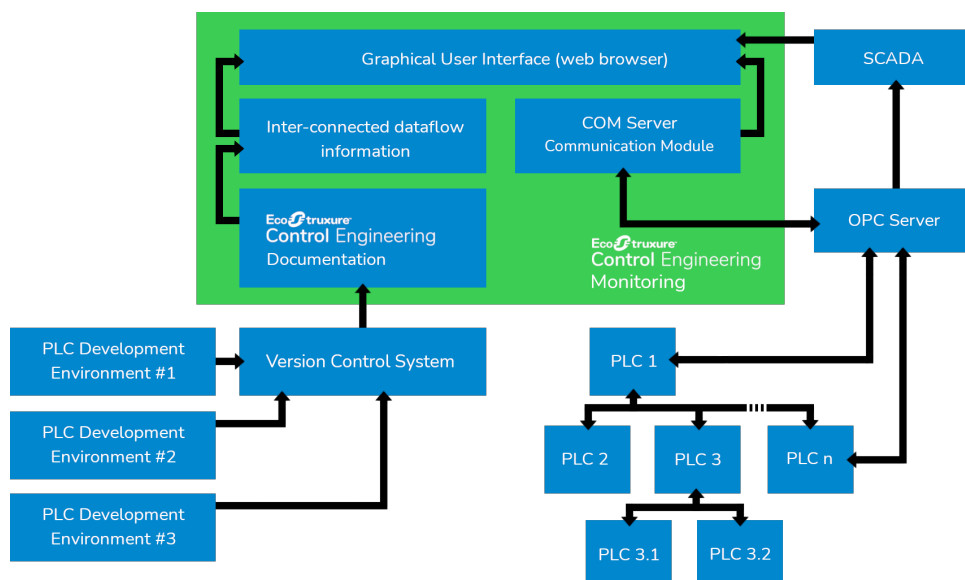 Graphical User Interface (web browser)
SCADA
Inter-connected dataflow
information
COM Server
Communication Module
EcoStruxure
Control Engineering
Documentation
OPC Server
EcoStruxure
Control Engineering
Monitoring
PLC Development
Environment #1
Version Control System
PLC 1
PLC Development
Environment #2
PLC 2
PLC 3
PLC n
PLC Development
Environment #3
PLC 3.1
PLC 3.2